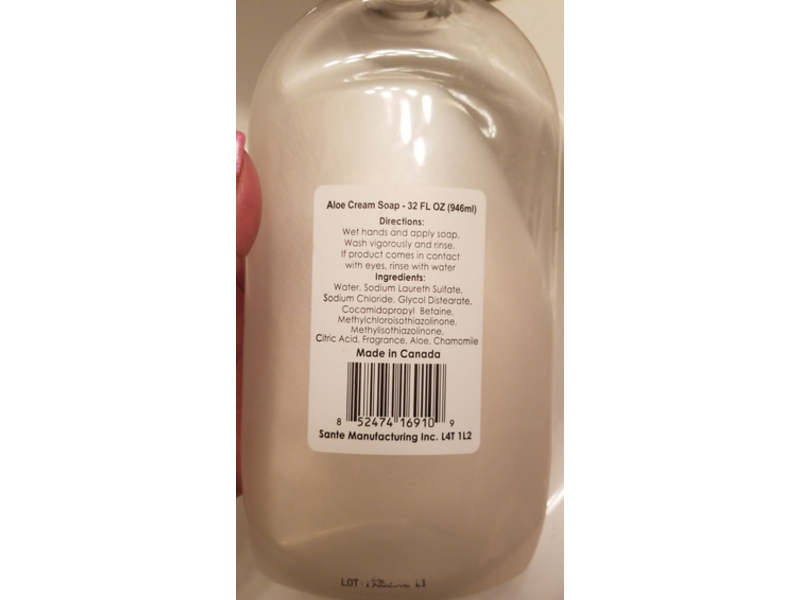 Aloe Cream Soap - 32 FL OZ (946ml)
Directions:
Wet hands and apply soap.
Wash vigorously and rinse.
If product comes in contact
with eyes, rinse with water
Ingredients:
Water, Sodium Laureth Sulfate,
Sodium Chloride, Glycol Distearate,
Cocamidopropyl Betaine,
Methylchloroisothiazolinone,
Methylisothiazolinone,
Citric Acid, Fragrance, Aloe, Chamomile
Made in Canada
8 52474 16910 9
Sante Manufacturing Inc. L4T 1L2
LOT